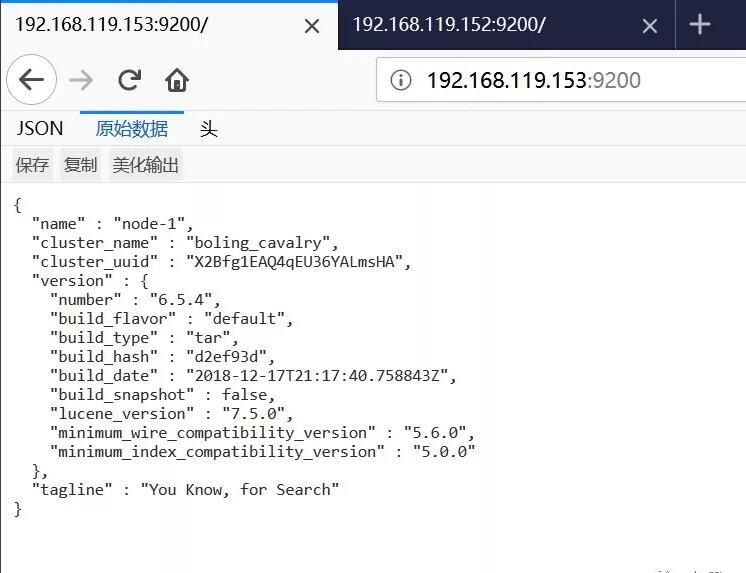 192.168.119.153:9200/
192.168.119.152:9200/
192.168.119.153:9200
JSON 原始数据 头
保存 复制 美化输出
{
  "name" : "node-1",
  "cluster_name" : "boling_cavalry",
  "cluster_uuid" : "X2Bfg1EAQ4qEU36YALmsHA",
  "version" : {
    "number" : "6.5.4",
    "build_flavor" : "default",
    "build_type" : "tar",
    "build_hash" : "d2ef93d",
    "build_date" : "2018-12-17T21:17:40.758843Z",
    "build_snapshot" : false,
    "lucene_version" : "7.5.0",
    "minimum_wire_compatibility_version" : "5.6.0",
    "minimum_index_compatibility_version" : "5.0.0"
  },
  "tagline" : "You Know, for Search"
}